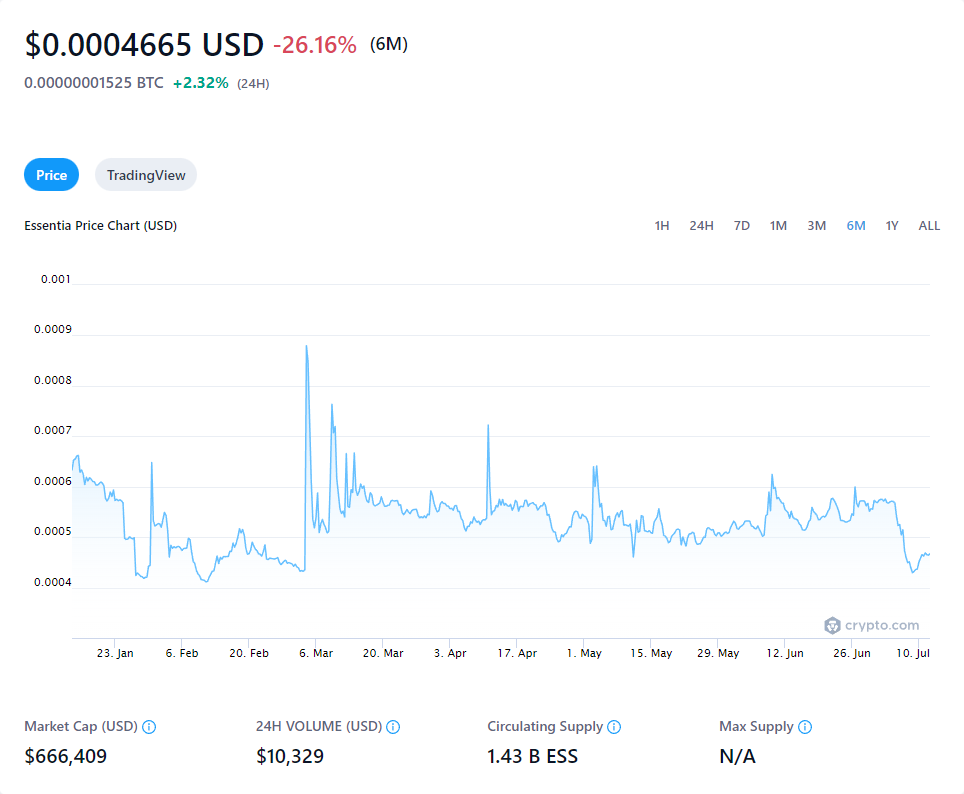 $0.0004665 USD -26.16% (6M)
0.00000001525 BTC +2.32% (24H)
Price TradingView
Essentia Price Chart (USD) 1H 24H 7D 1M 3M 6M 1Y ALL
0.001
0.0009
0.0008
0.0007
0.0006
0.0005
0.0004
crypto.com
23. Jan 6. Feb 20. Feb 6. Mar 20. Mar 3. Apr 17. Apr 1. May 15. May 29. May 12. Jun 26. Jun 10. Jul
Market Cap (USD) 24H VOLUME (USD) Circulating Supply Max Supply
$666,409 $10,329 1.43 B ESS N/A